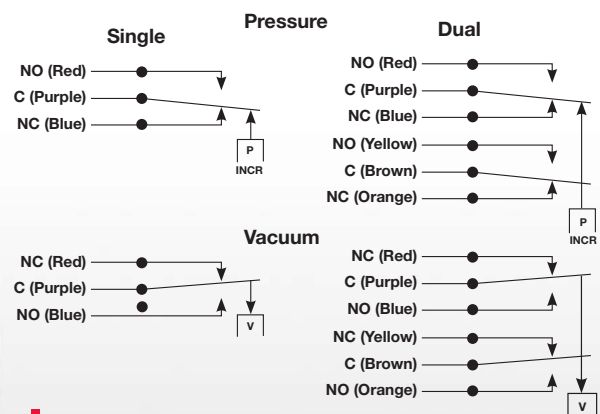 Pressure
Single
NO (Red)
C (Purple)
NC (Blue)
P
INCR
Dual
NO (Red)
C (Purple)
NC (Blue)
NO (Yellow)
C (Brown)
NC (Orange)
P
INCR
Vacuum
NC (Red)
C (Purple)
NO (Blue)
V
NC (Red)
C (Purple)
NO (Blue)
NC (Yellow)
C (Brown)
NO (Orange)
V